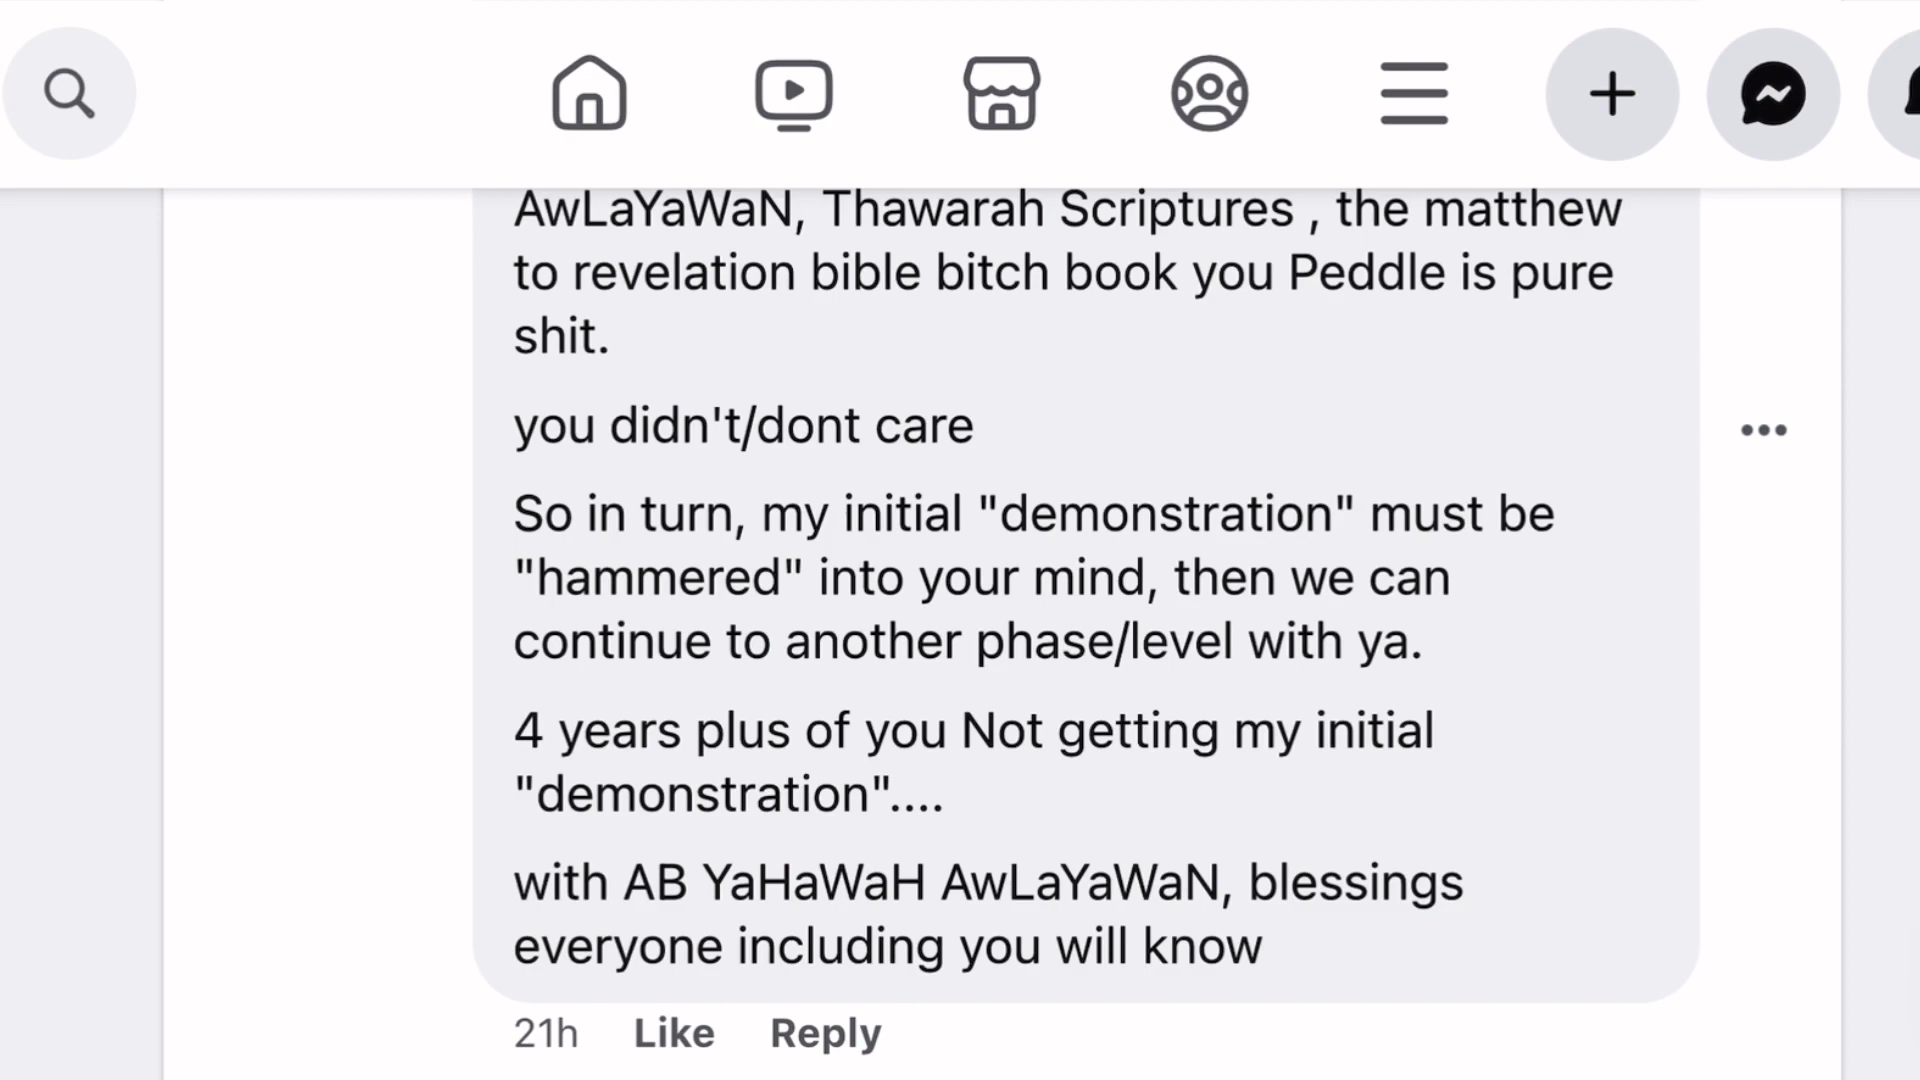 AwLaYaWaN, Thawarah Scriptures , the matthew
to revelation bible bitch book you Peddle is pure
shit.
you didn't/dont care
So in turn, my initial "demonstration" must be
"hammered" into your mind, then we can
continue to another phase/level with ya.
4 years plus of you Not getting my initial
"demonstration"....
with AB YaHaWaH AwLaYaWaN, blessings
everyone including you will know
21h Like Reply